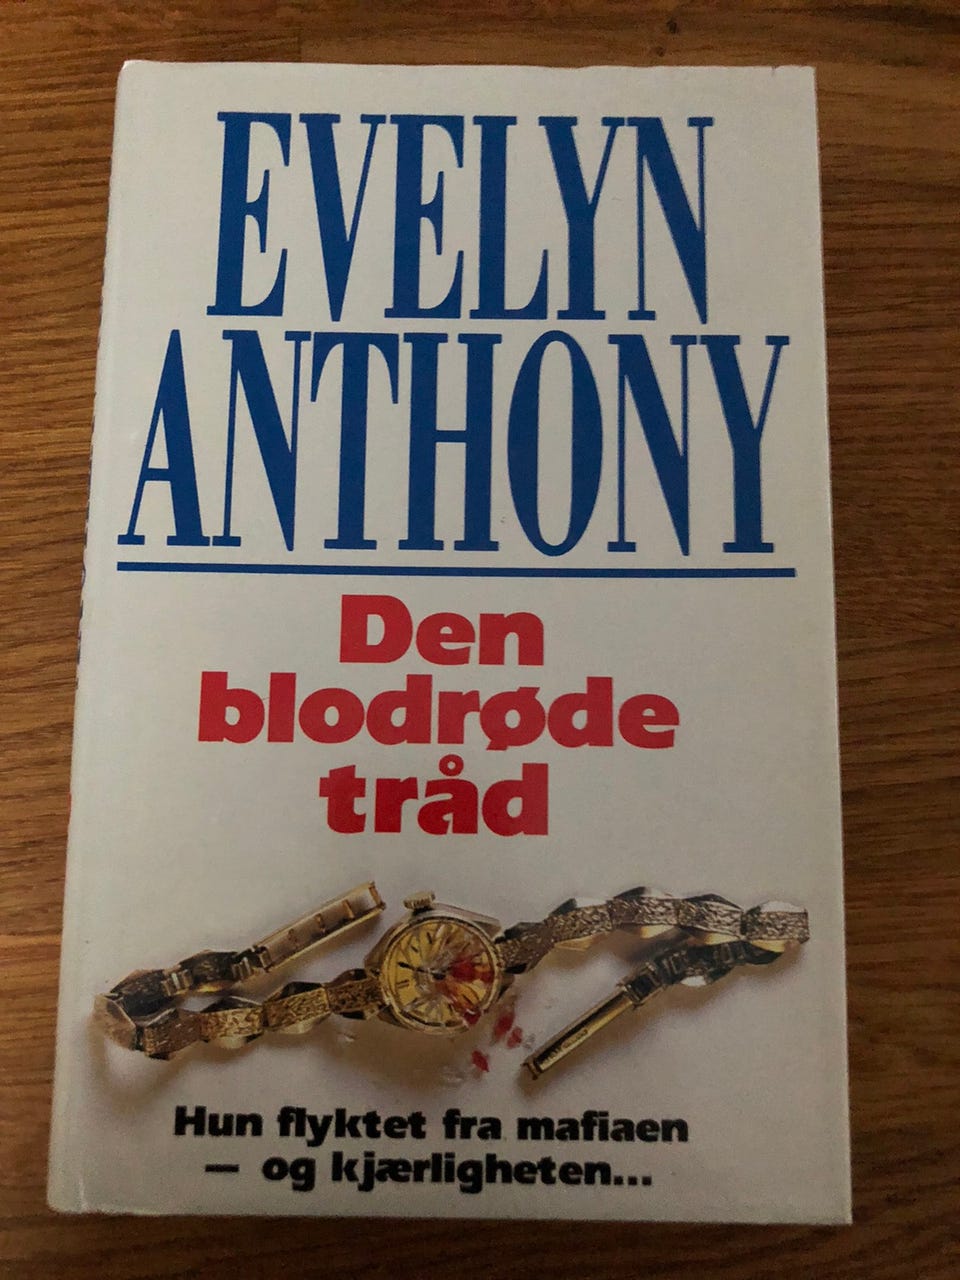 EVELYN
ANTHONY
Den
blodrøde
tråd
Hun flyktet fra mafiaen
– og kjærligheten...